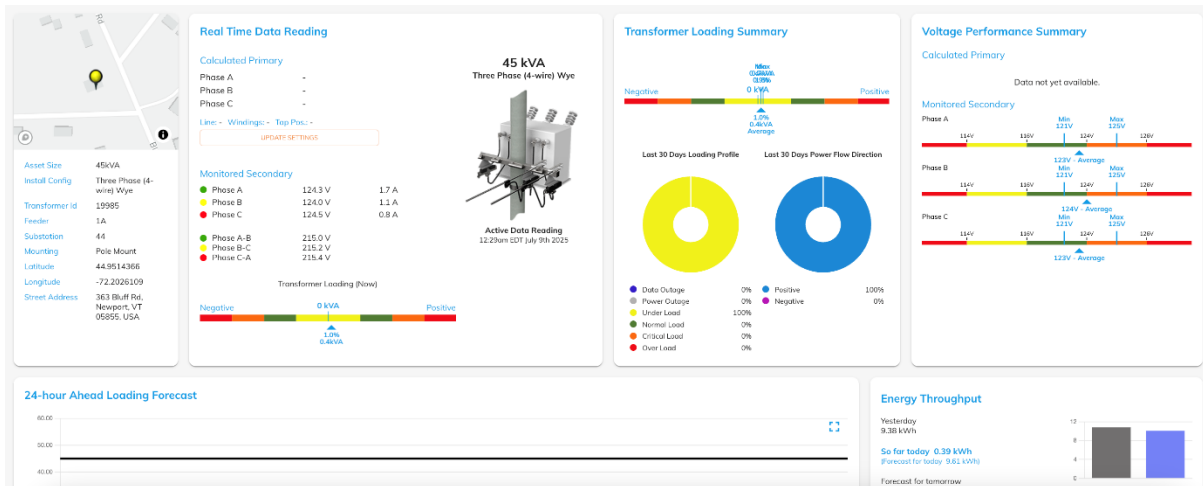 Asset Size 45kVA
Install Config Three Phase (4-
wire) Wye
Transformer Id 19985
Feeder 1A
Substation 44
Mounting Pole Mount
Latitude 44.9514366
Longitude -72.2026109
Street Address 363 Bluff Rd,
Newport, VT
05855, USA
Real Time Data Reading
Calculated Primary
Phase A -
Phase B -
Phase C -
Line: - Windings: - Tap Pos.: -
UPDATE SETTINGS
Monitored Secondary
Phase A 124.3 V 1.7 A
Phase B 124.0 V 1.1 A
Phase C 124.5 V 0.8 A
Phase A-B 215.0 V
Phase B-C 215.2 V
Phase C-A 215.4 V
45 kVA
Three Phase (4-wire) Wye
Active Data Reading
12:29am EDT July 9th 2025
Transformer Loading (Now)
Negative 0 kVA Positive
1.0%
0.4kVA
Transformer Loading Summary
Max
Negative 0 kVA Positive
1.0%
0.4kVA
Average
Last 30 Days Loading Profile
Data Outage 0%
Power Outage 0%
Under Load 100%
Normal Load 0%
Critical Load 0%
Over Load 0%
Last 30 Days Power Flow Direction
Positive 100%
Negative 0%
Voltage Performance Summary
Calculated Primary
Data not yet available.
Monitored Secondary
Phase A
Min Max
121V 125V
114V 116V 124V 126V
123V - Average
Phase B
Min Max
121V 125V
114V 116V 124V 126V
124V - Average
Phase C
Min Max
121V 125V
114V 116V 124V 126V
123V - Average
24-hour Ahead Loading Forecast
60.00
50.00
40.00
Energy Throughput
Yesterday
9.38 kWh
So far today 0.39 kWh
(Forecast for today 9.61 kWh)
Forecast for tomorrow
12
8
4
0